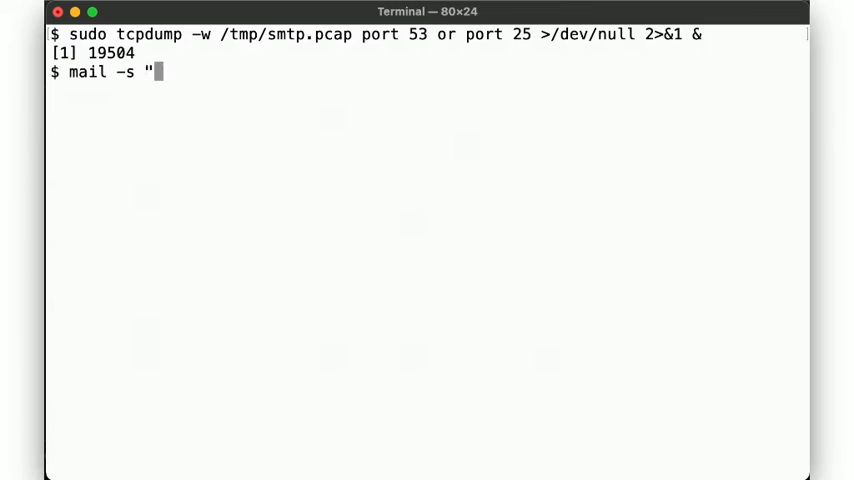 Terminal — 80×24
$ sudo tcpdump -w /tmp/smtp.pcap port 53 or port 25 >/dev/null 2>&1 &
[1] 19504
$ mail -s "